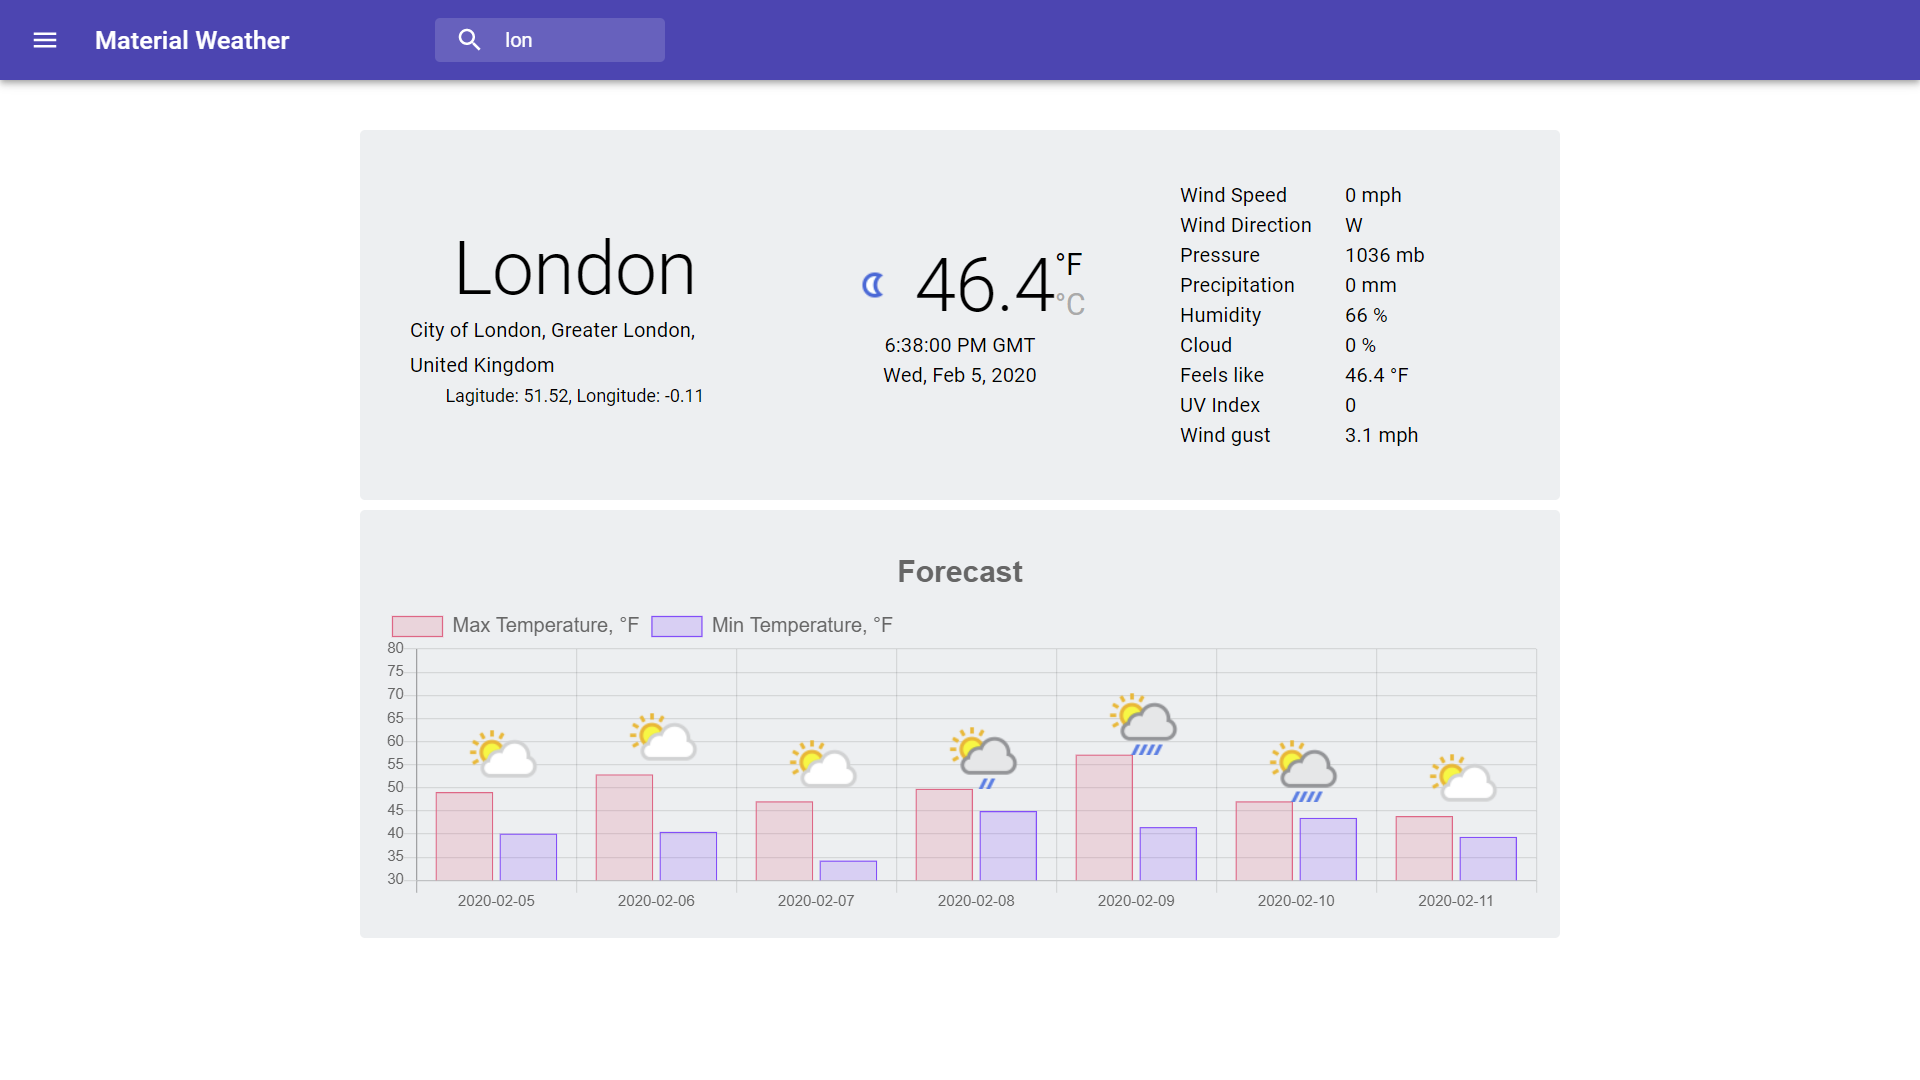 Material Weather
lon
London
City of London, Greater London,
United Kingdom
Lagitude: 51.52, Longitude: -0.11
46.4
°F
°C
6:38:00 PM GMT
Wed, Feb 5, 2020
Wind Speed 0 mph
Wind Direction W
Pressure 1036 mb
Precipitation 0 mm
Humidity 66 %
Cloud 0 %
Feels like 46.4 °F
UV Index 0
Wind gust 3.1 mph
Forecast
Max Temperature, °F Min Temperature, °F
80
75
70
65
60
55
50
45
40
35
30
2020-02-05 2020-02-06 2020-02-07 2020-02-08 2020-02-09 2020-02-10 2020-02-11